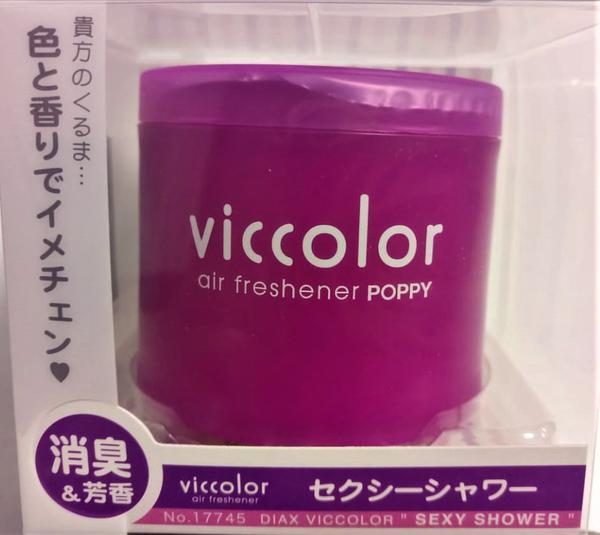 貴方のくるま…
色と香りでイメチェン♥
viccolor
air freshener POPPY
消臭
&芳香
viccolor
air freshener
セクシーシャワー
No.17745 DIAX VICCOLOR " SEXY SHOWER "